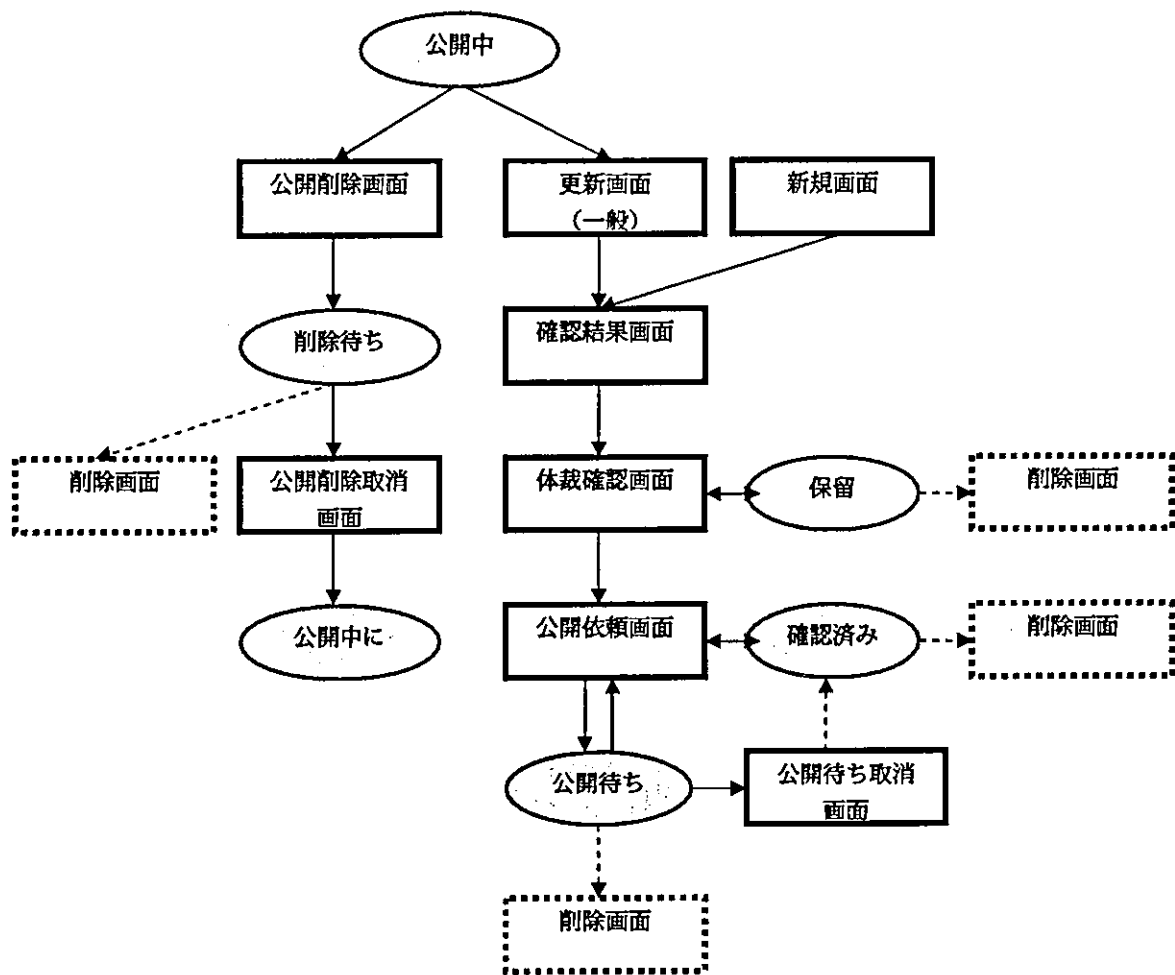 公開中
公開削除画面
更新画面
（一般）
新規画面
削除待ち
確認結果画面
削除画面
公開削除取消
画面
体裁確認画面
保留
削除画面
公開中に
公開依頼画面
確認済み
削除画面
公開待ち
公開待ち取消
画面
削除画面